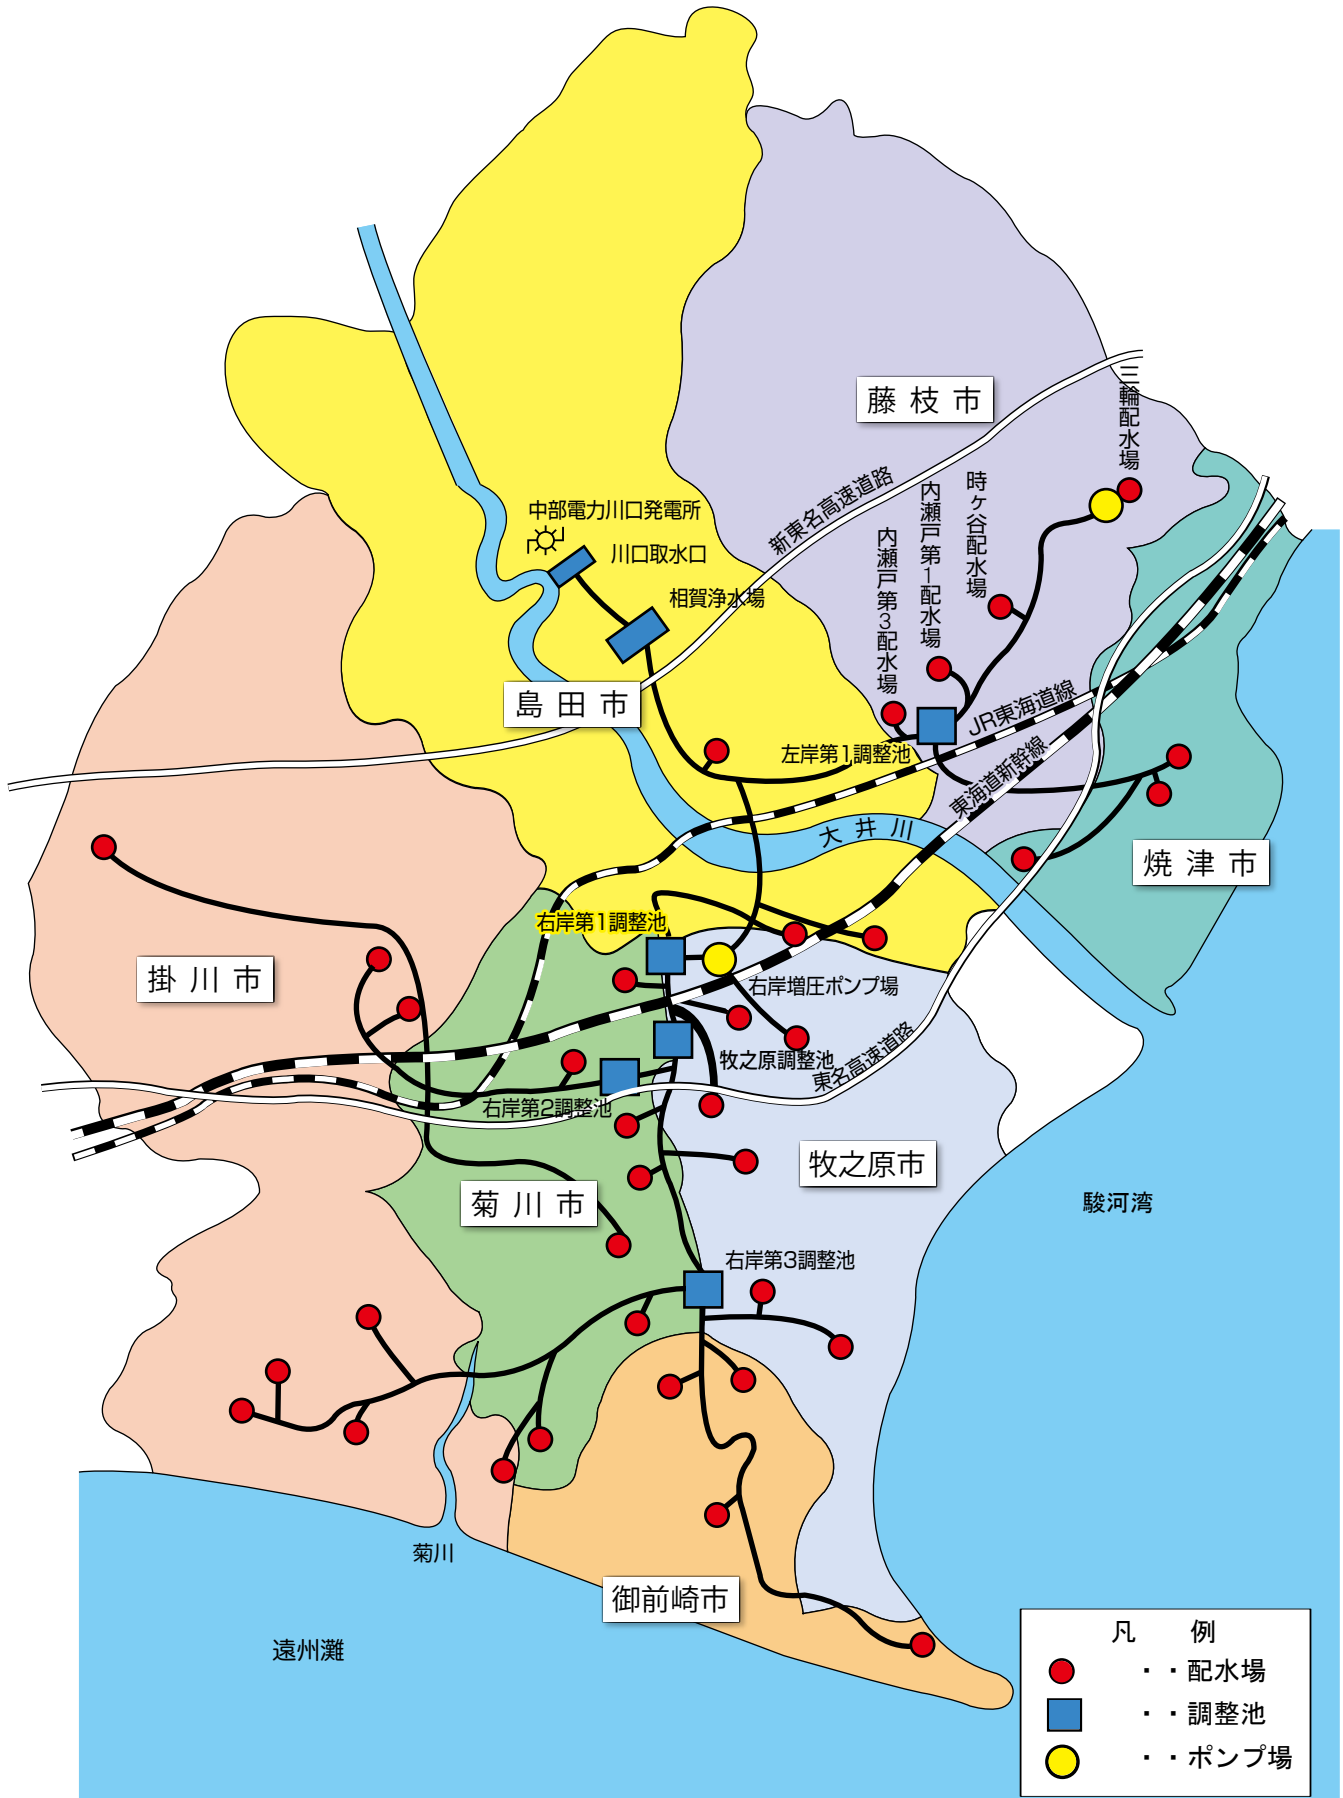 藤枝市
三輪配水場
時ヶ谷配水場
内瀬戸第1配水場
内瀬戸第3配水場
新東名高速道路
中部電力川口発電所
川口取水口
相賀浄水場
島田市
JR東海道線
左岸第1調整池
東海道新幹線
大井川
焼津市
右岸第1調整池
掛川市
右岸増圧ポンプ場
牧之原調整池
東名高速道路
右岸第2調整池
牧之原市
菊川市
駿河湾
右岸第3調整池
菊川
御前崎市
遠州灘
凡例
・・配水場
・・調整池
・・ポンプ場